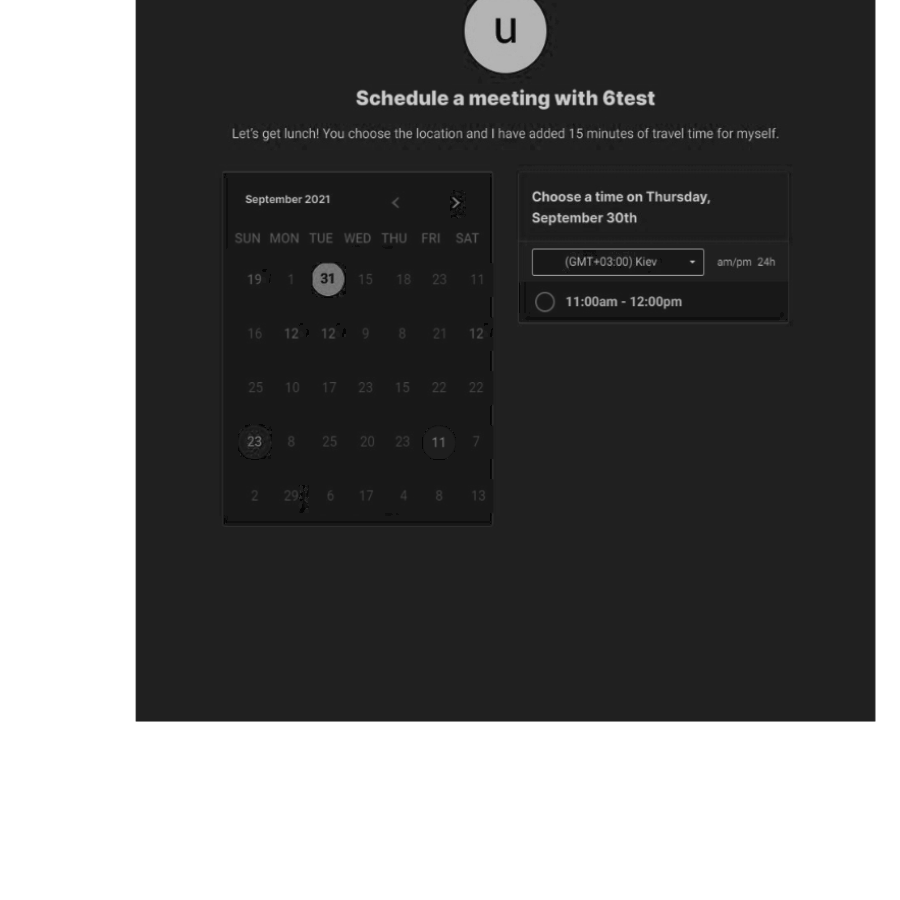 u
Schedule a meeting with 6test
Let's get lunch! You choose the location and I have added 15 minutes of travel time for myself.
September 2021 < >
SUN MON TUE WED THU FRI SAT
19 1 31 15 18 23 11
16 12 12 9 8 21 12
25 10 17 23 15 22 22
23 8 25 20 23 11 7
2 29 6 17 4 8 13
Choose a time on Thursday,
September 30th
(GMT+03:00) Kiev am/pm 24h
11:00am - 12:00pm